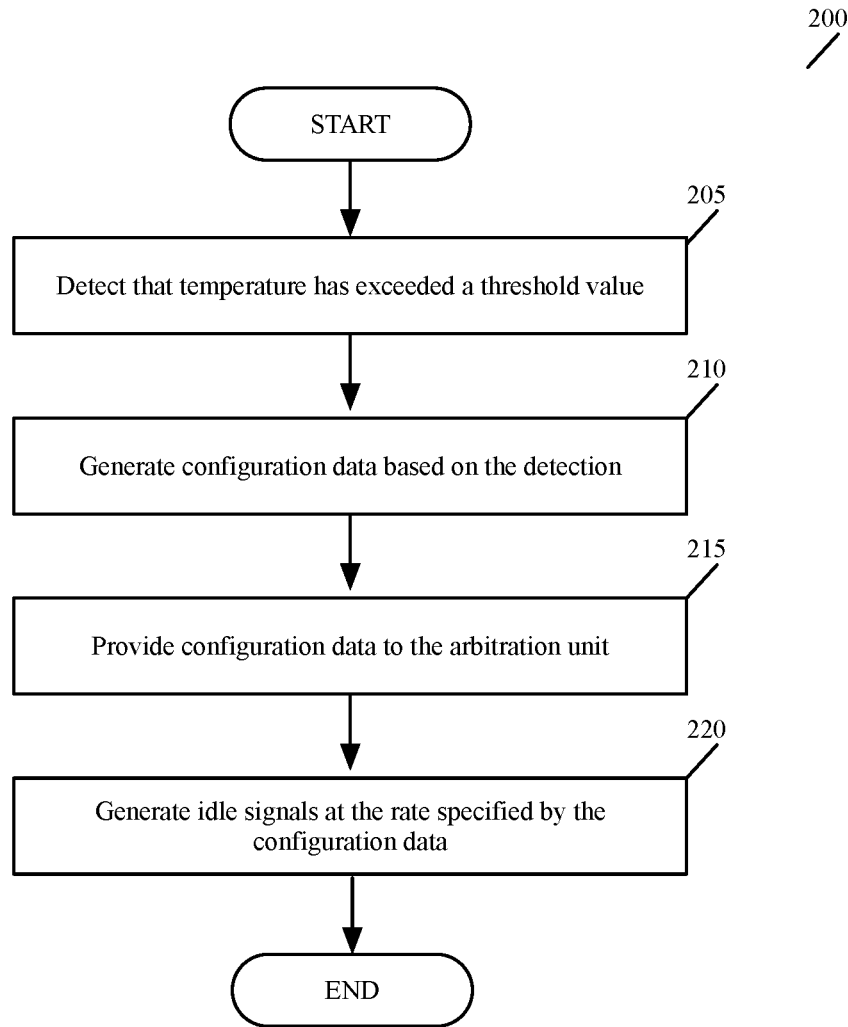 200
START
205
Detect that temperature has exceeded a threshold value
210
Generate configuration data based on the detection
215
Provide configuration data to the arbitration unit
220
Generate idle signals at the rate specified by the
configuration data
END